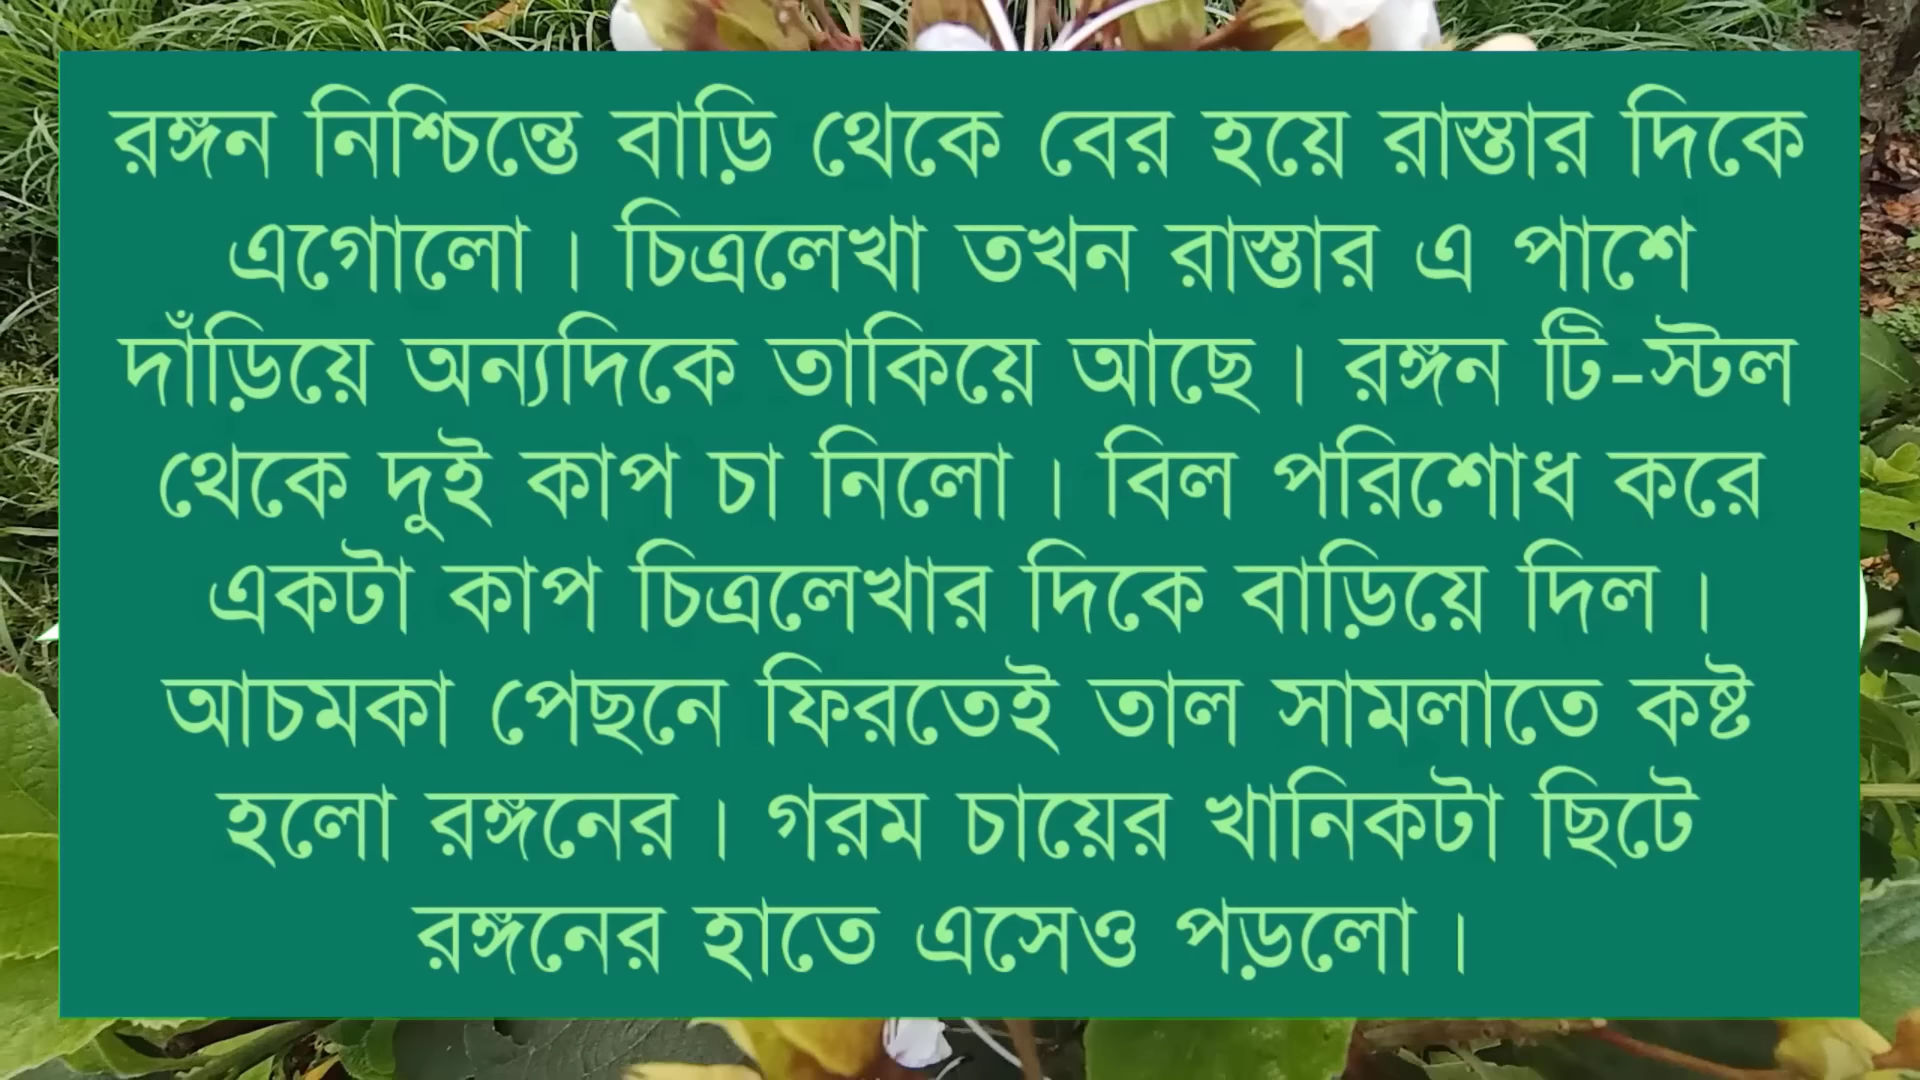 রঙ্গন নিশ্চিন্তে বাড়ি থেকে বের হয়ে রাস্তার দিকে
এগোলো। চিত্রলেখা তখন রাস্তার এ পাশে
দাঁড়িয়ে অন্যদিকে তাকিয়ে আছে। রঙ্গন টি-স্টল
থেকে দুই কাপ চা নিলো। বিল পরিশোধ করে
একটা কাপ চিত্রলেখার দিকে বাড়িয়ে দিল।
আচমকা পেছনে ফিরতেই তাল সামলাতে কষ্ট
হলো রঙ্গনের। গরম চায়ের খানিকটা ছিটে
রঙ্গনের হাতে এসেও পড়লো।